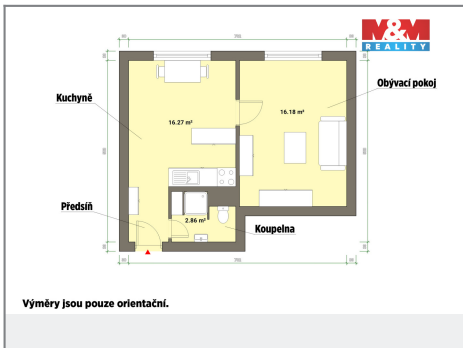 M&M
REALITY
Kuchyně
Obývací pokoj
16.27 m²
16.18 m²
Předsíň
2.86 m²
Koupelna
Výměry jsou pouze orientační.